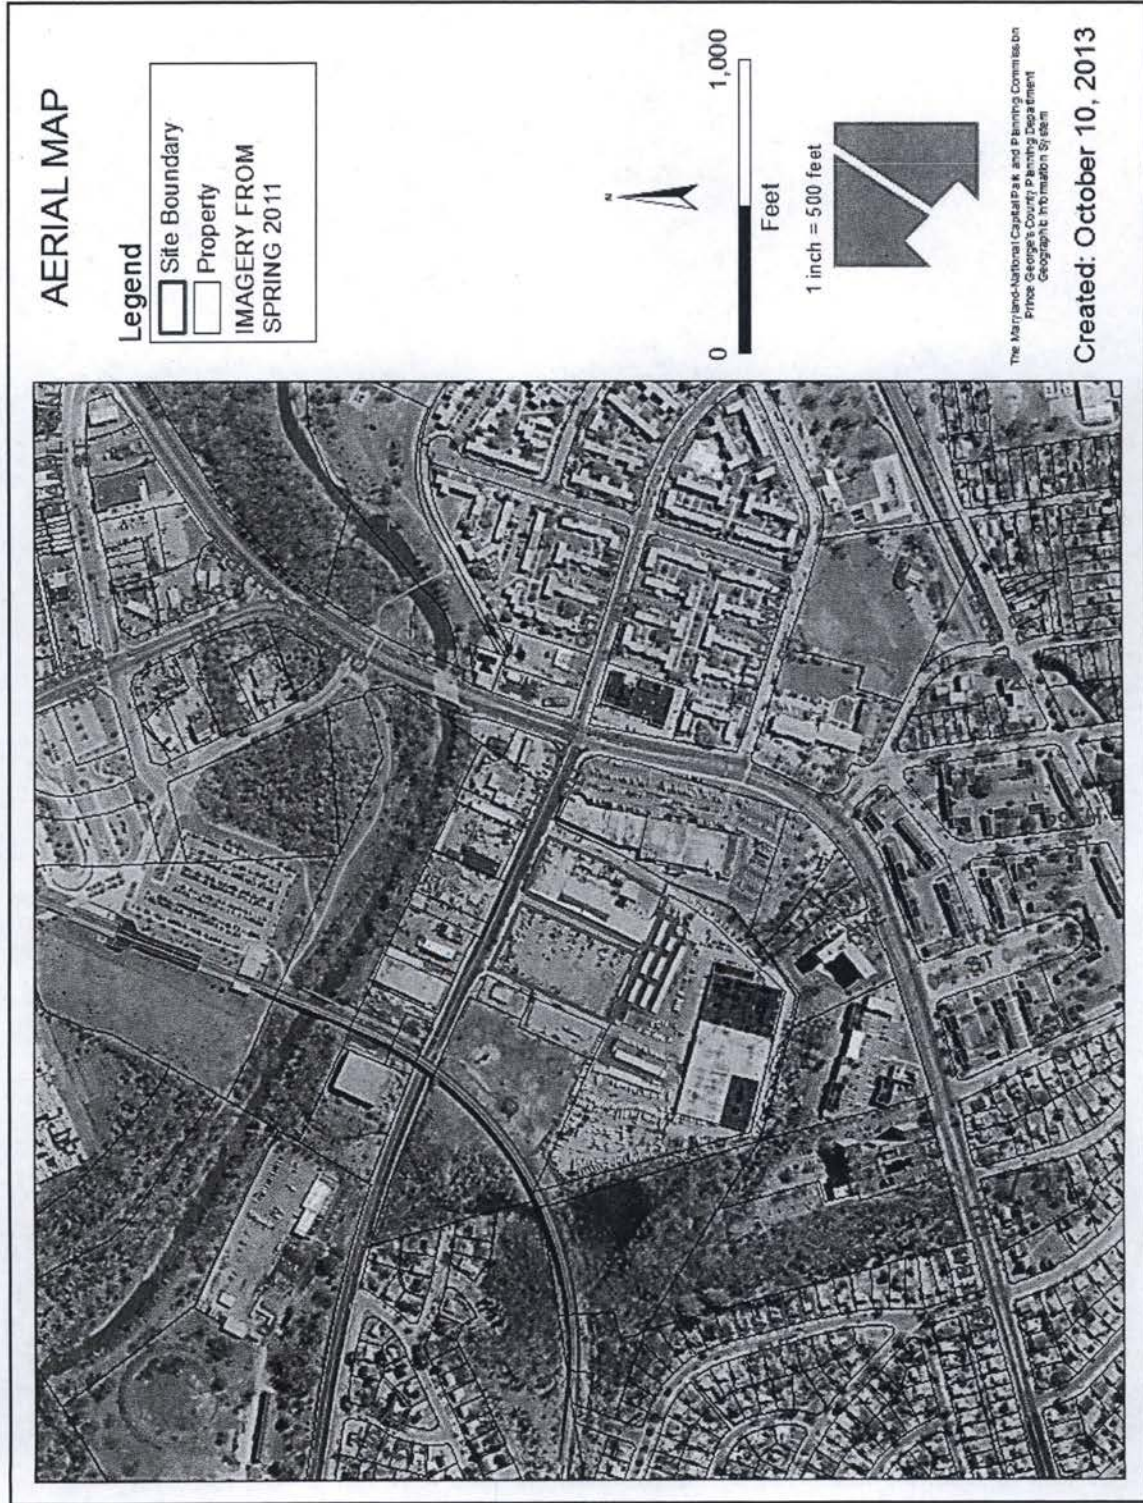 AERIAL MAP
Legend
Site Boundary
Property
IMAGERY FROM
SPRING 2011
N
0
1,000
Feet
1 inch = 500 feet
The Maryland-National Capital Park and Planning Commission
Prince George's County Planning Department
Geographic Information System
Created: October 10, 2013
ST